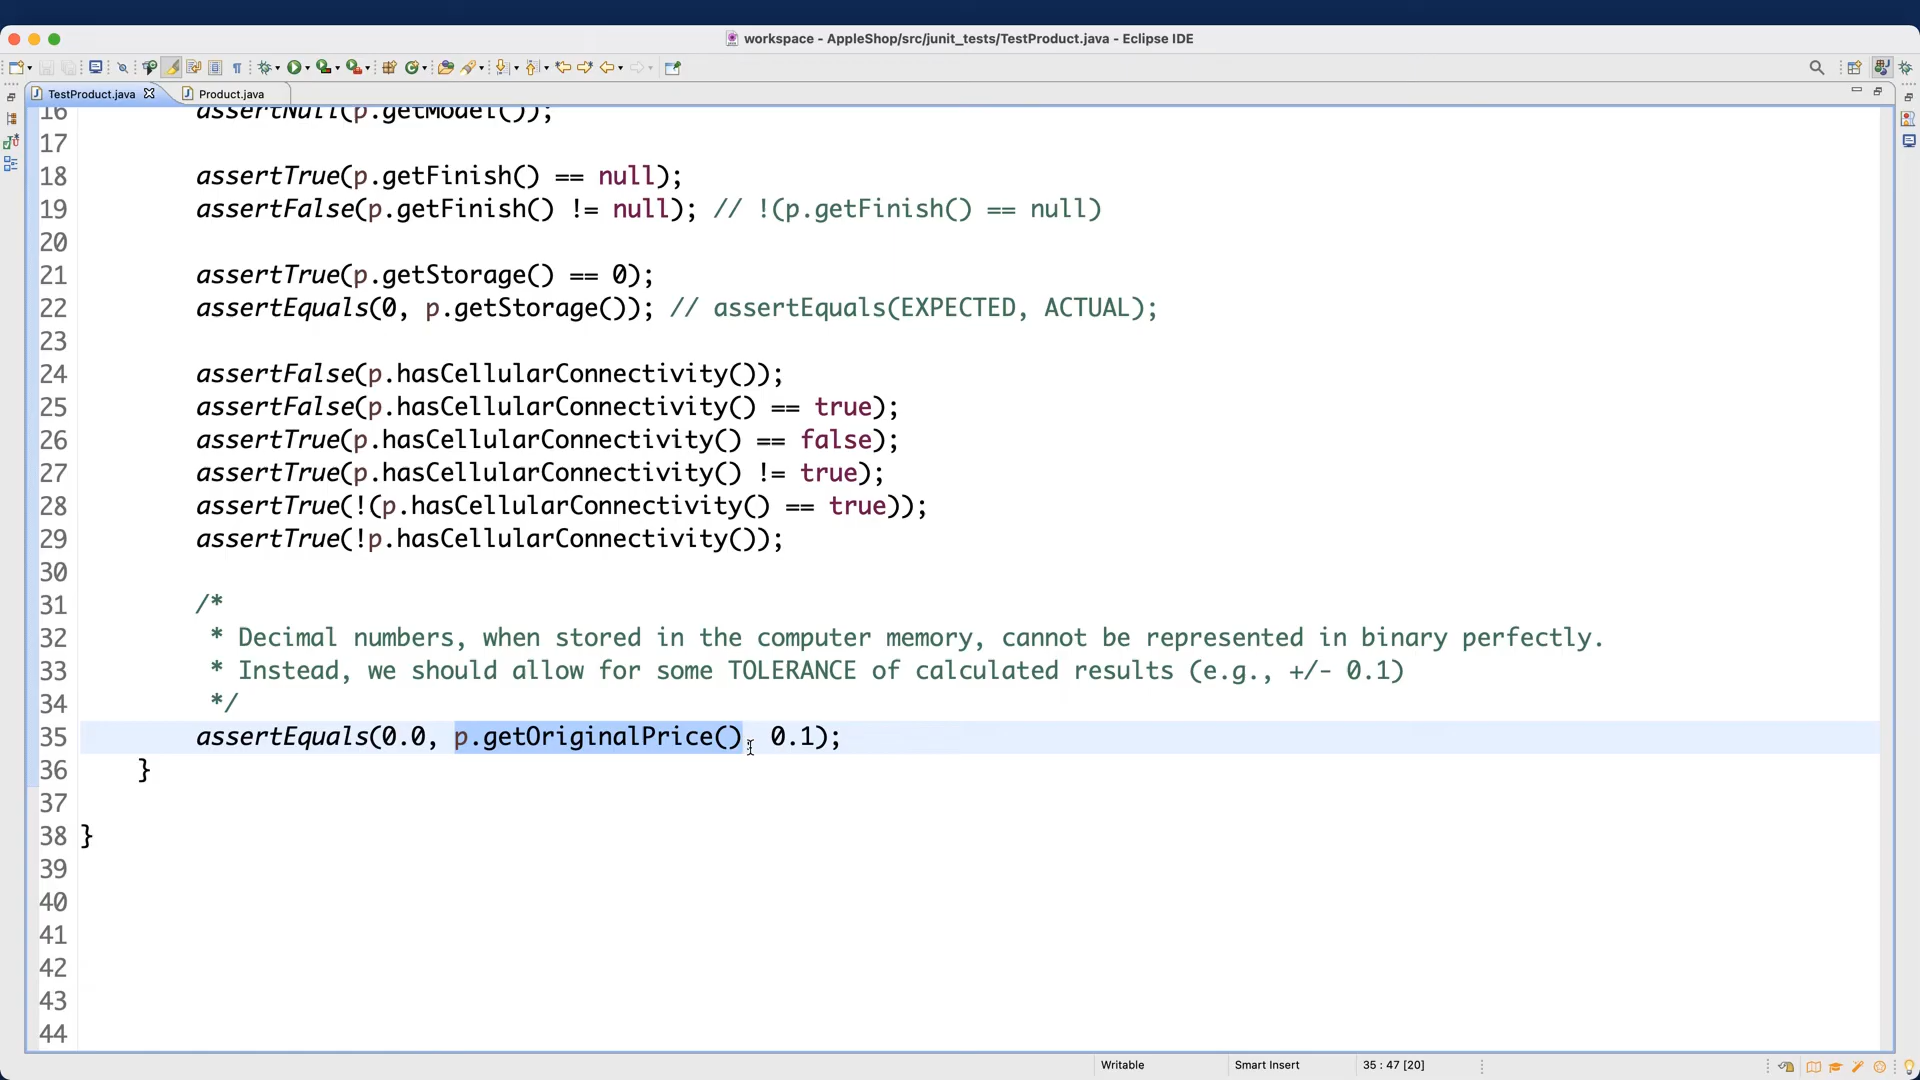 workspace - AppleShop/src/junit_tests/TestProduct.java - Eclipse IDE
TestProduct.java
Product.java
16 assertNull(p.getModel());
17
18 assertTrue(p.getFinish() == null);
19 assertFalse(p.getFinish() != null); // !(p.getFinish() == null)
20
21 assertTrue(p.getStorage() == 0);
22 assertEquals(0, p.getStorage()); // assertEquals(EXPECTED, ACTUAL);
23
24 assertFalse(p.hasCellularConnectivity());
25 assertFalse(p.hasCellularConnectivity() == true);
26 assertTrue(p.hasCellularConnectivity() == false);
27 assertTrue(p.hasCellularConnectivity() != true);
28 assertTrue(!(p.hasCellularConnectivity() == true));
29 assertTrue(!p.hasCellularConnectivity());
30
31 /*
32 * Decimal numbers, when stored in the computer memory, cannot be represented in binary perfectly.
33 * Instead, we should allow for some TOLERANCE of calculated results (e.g., +/- 0.1)
34 */
35 assertEquals(0.0, p.getOriginalPrice(), 0.1);
36 }
37
38 }
39
40
41
42
43
44
Writable
Smart Insert
35 : 47 [20]